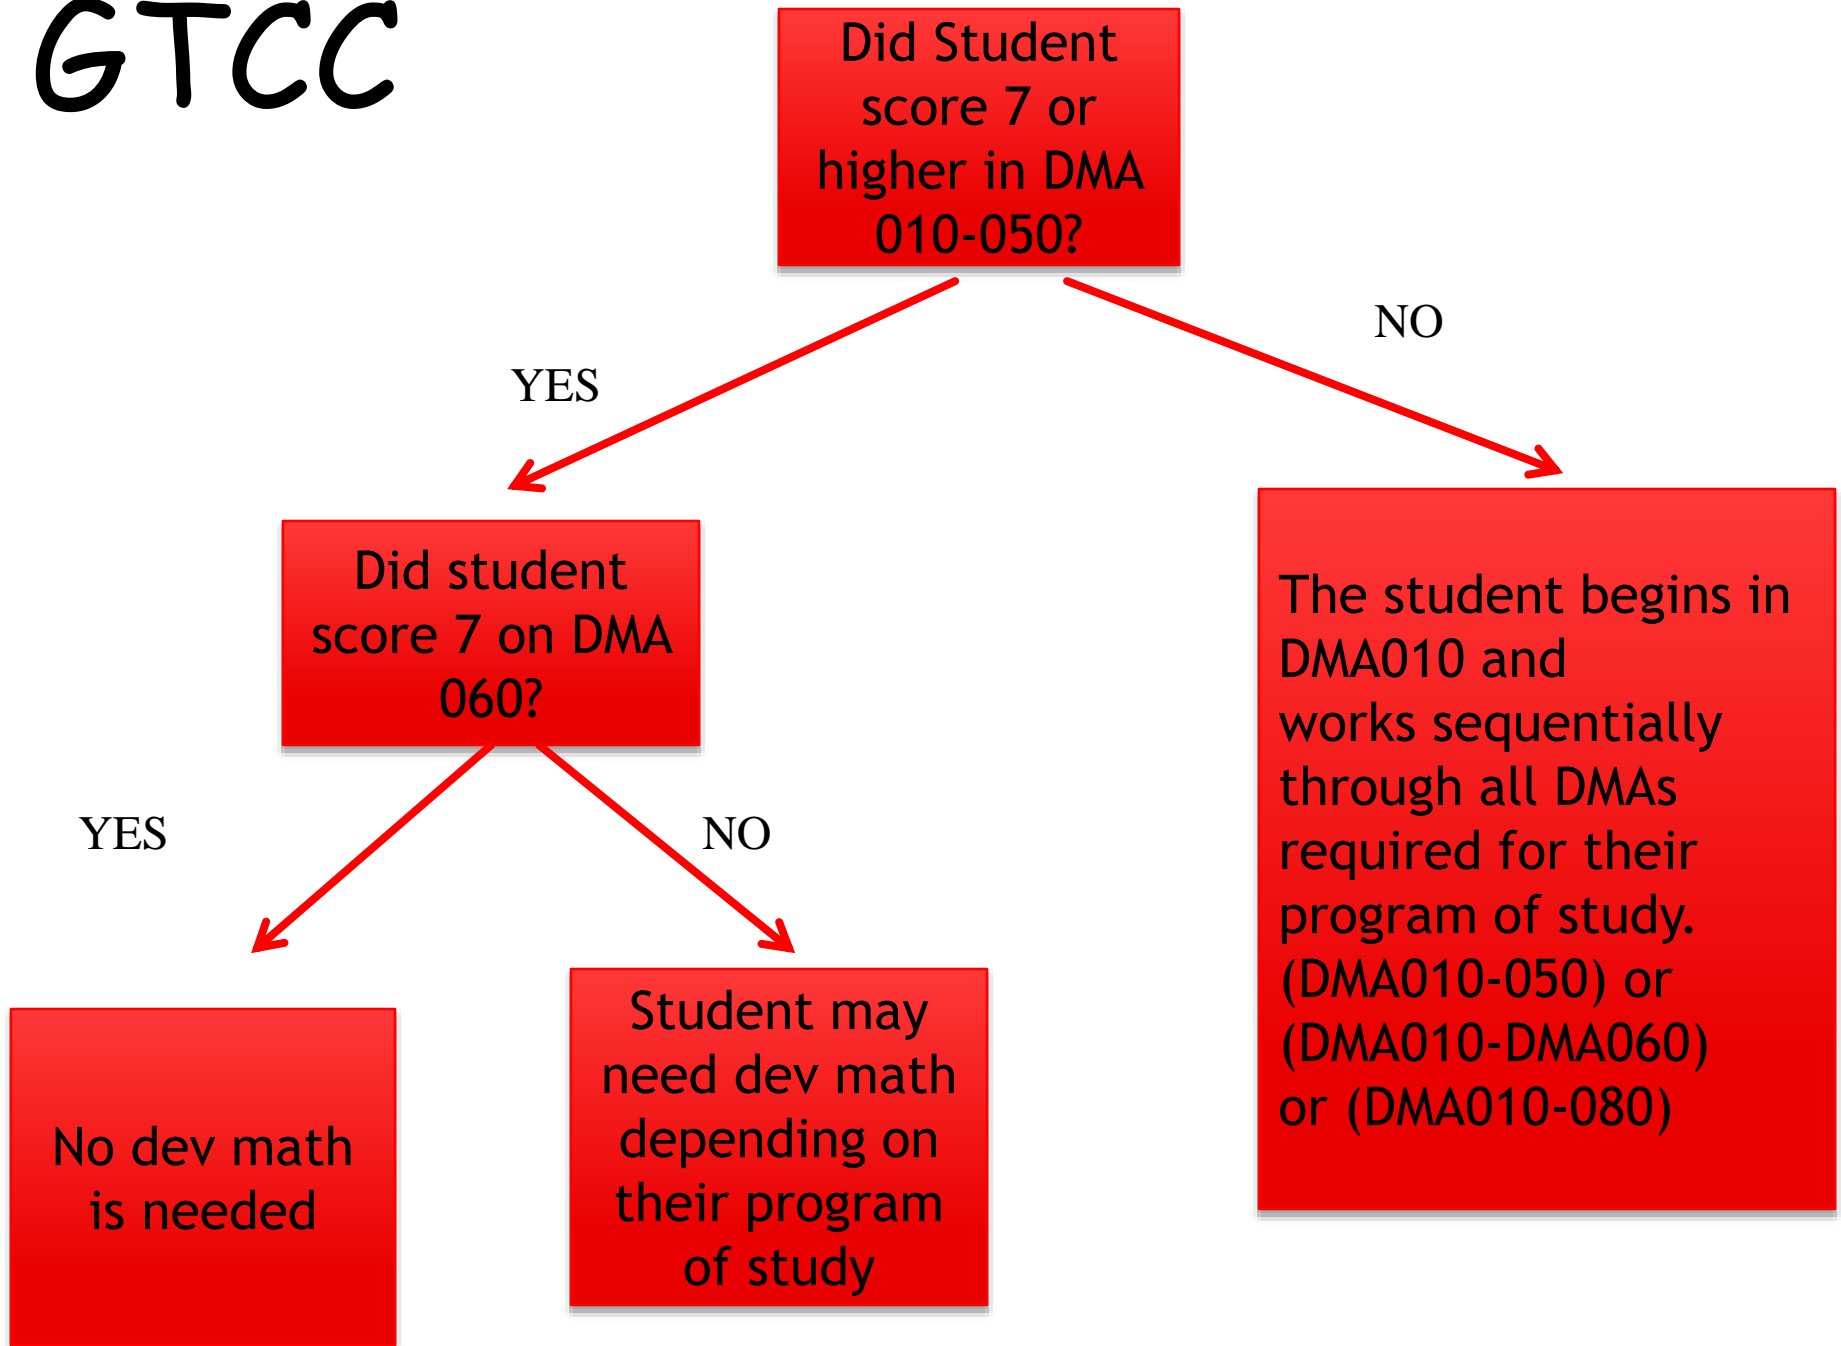 GTCC
Did Student
score 7 or
higher in DMA
010-050?
NO
YES
Did student
score 7 on DMA
060?
The student begins in
DMA010 and
works sequentially
through all DMAs
required for their
program of study.
(DMA010-050) or
(DMA010-DMA060)
or (DMA010-080)
YES
NO
No dev math
is needed
Student may
need dev math
depending on
their program
of study